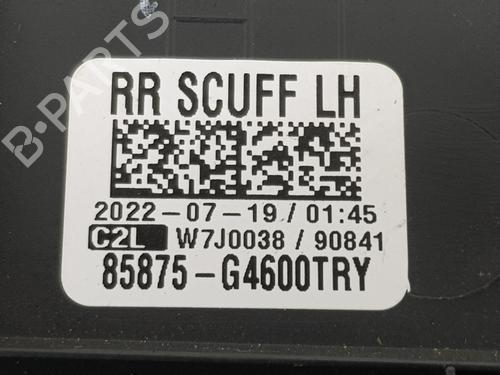 RR SCUFF LH
2022-07-19/01:45
C2L W7J0038 / 90841
85875-G4600TRY
B-PARTS